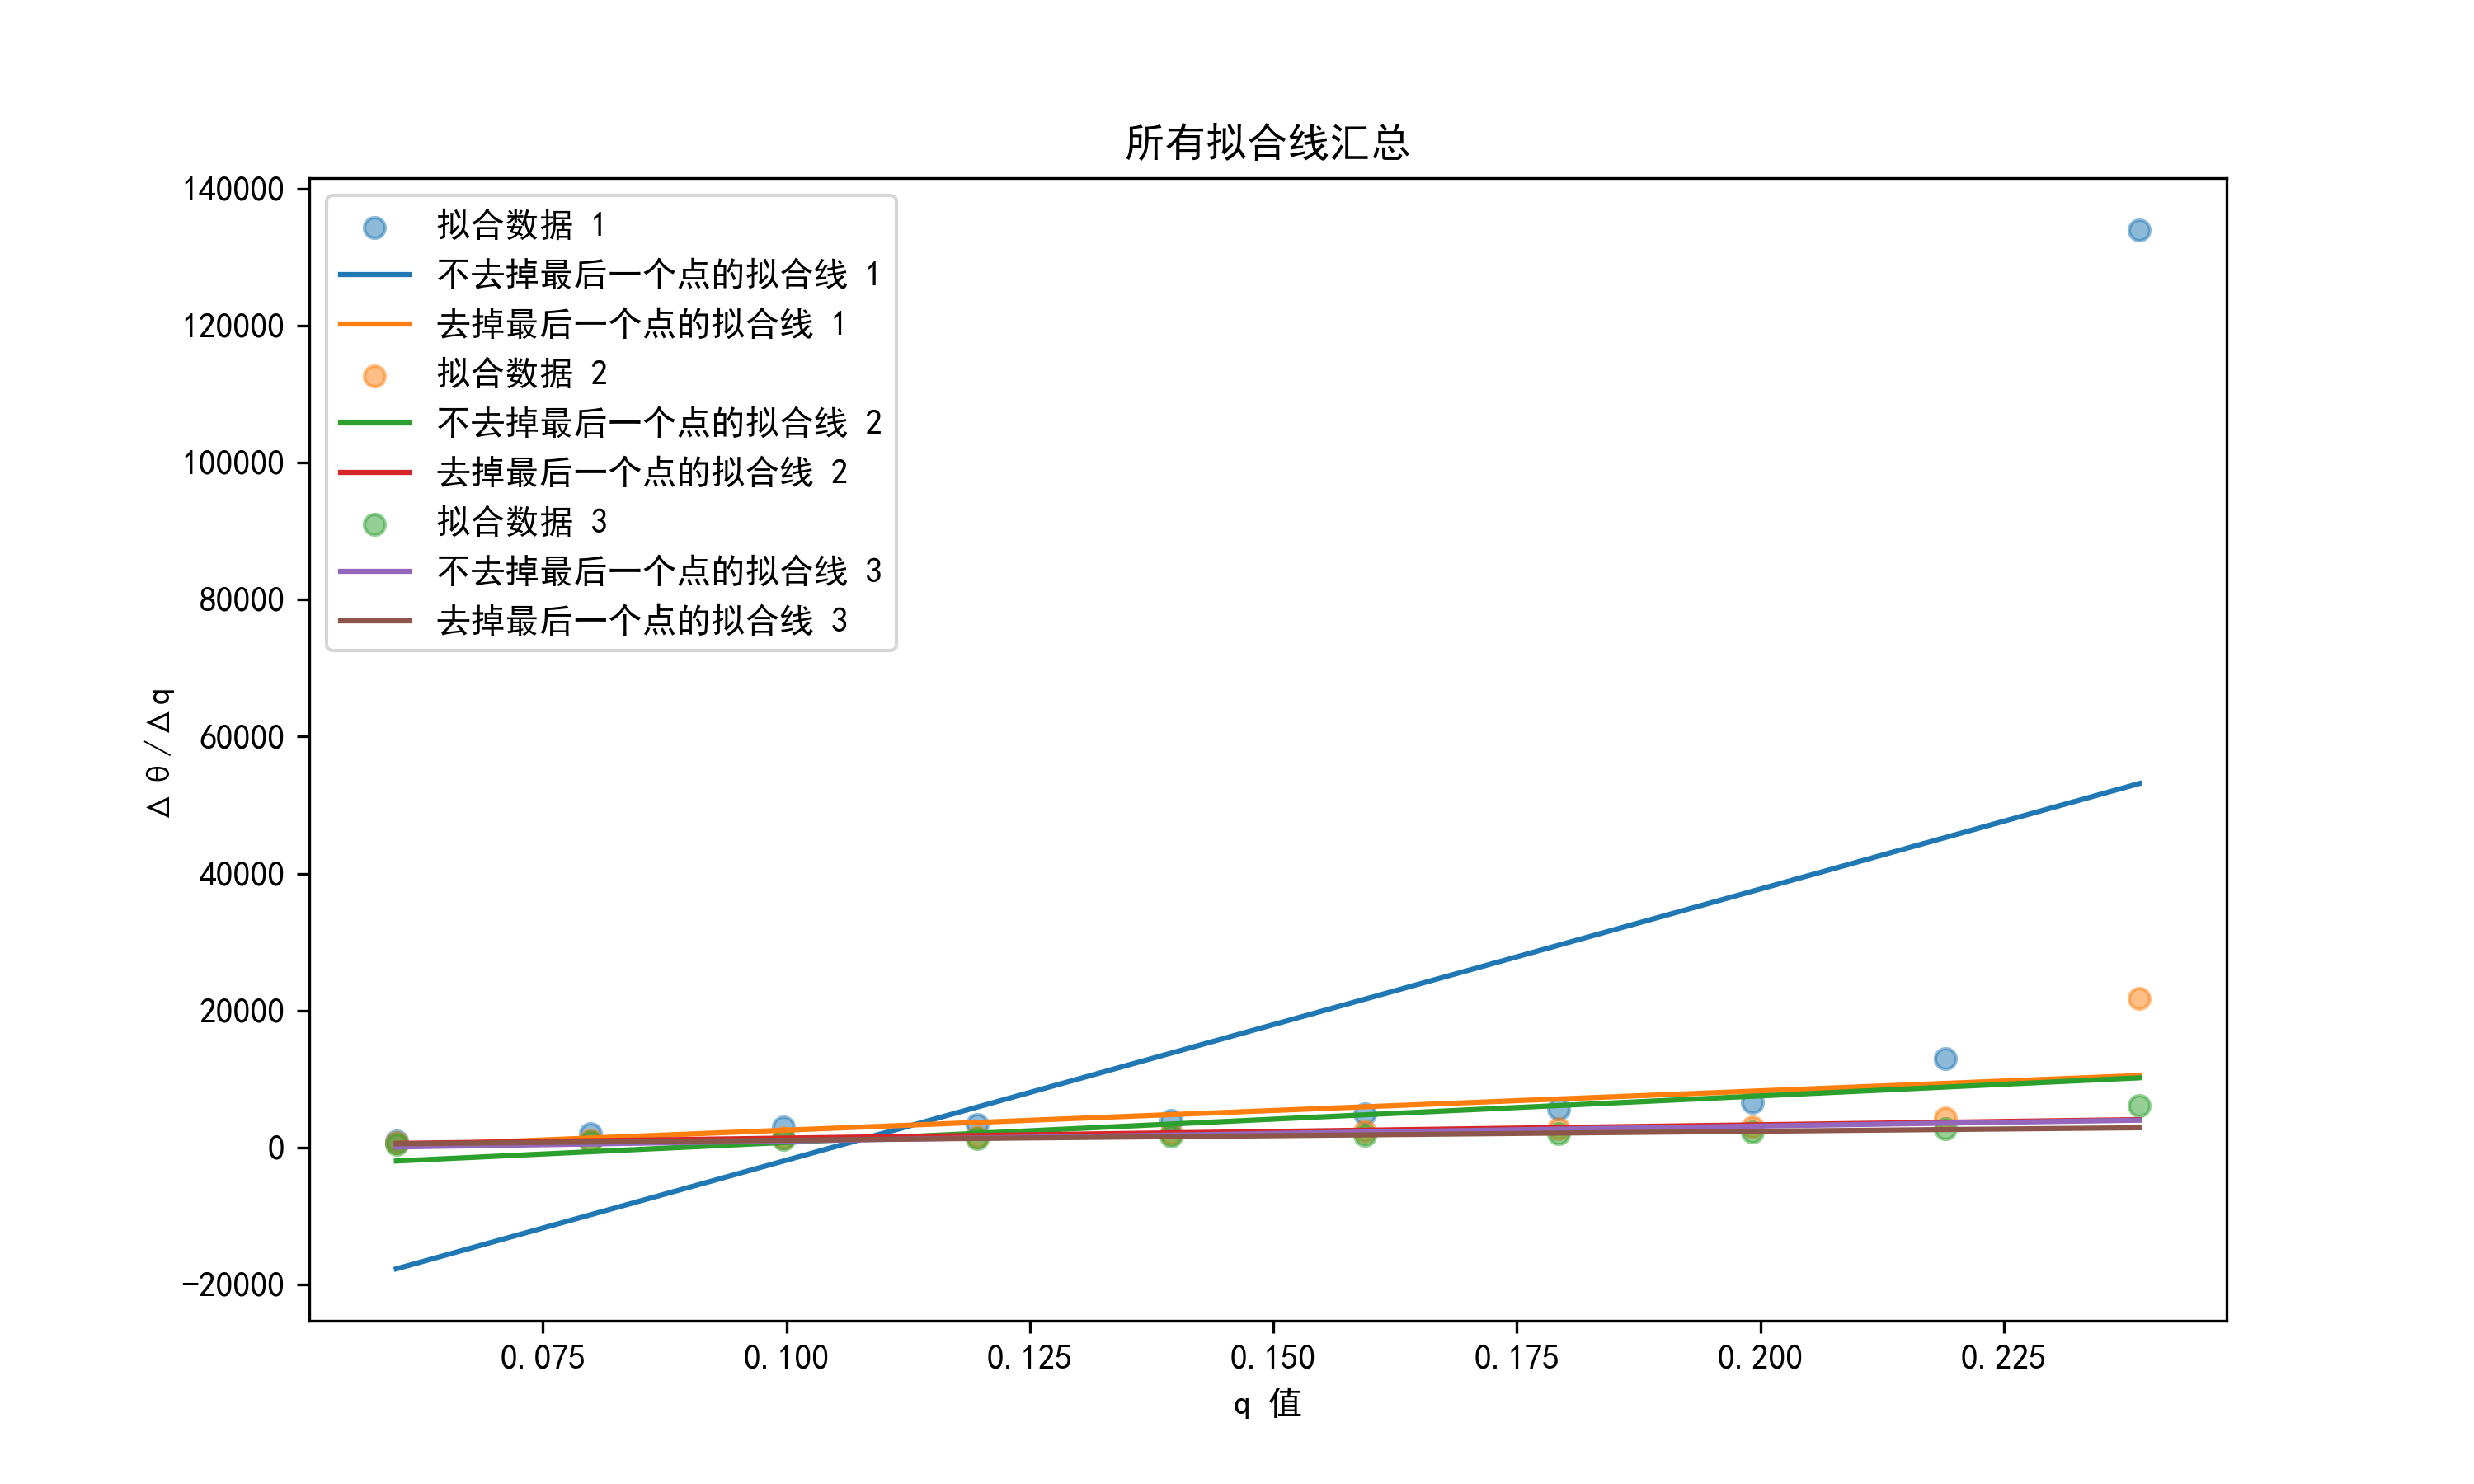 所有拟合线汇总
140000
120000
100000
80000
60000
40000
20000
0
-20000
Δθ/Δq
拟合数据 1
不去掉最后一个点的拟合线 1
去掉最后一个点的拟合线 1
拟合数据 2
不去掉最后一个点的拟合线 2
去掉最后一个点的拟合线 2
拟合数据 3
不去掉最后一个点的拟合线 3
去掉最后一个点的拟合线 3
0.075 0.100 0.125 0.150 0.175 0.200 0.225
q 值